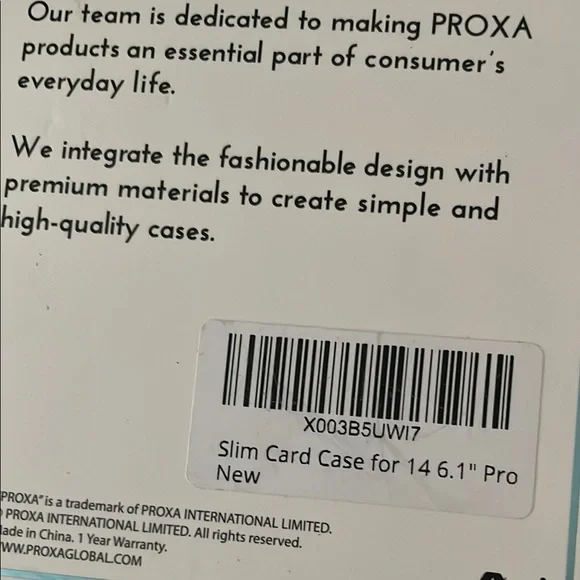 Our team is dedicated to making PROXA
products an essential part of consumer's
everyday life.
We integrate the fashionable design with
premium materials to create simple and
high-quality cases.
X003B5UWI7
Slim Card Case for 14 6.1" Pro
New
PROXA" is a trademark of PROXA INTERNATIONAL LIMITED.
PROXA INTERNATIONAL LIMITED. All rights reserved.
ade in China. 1 Year Warranty.
WW.PROXAGLOBAL.COM